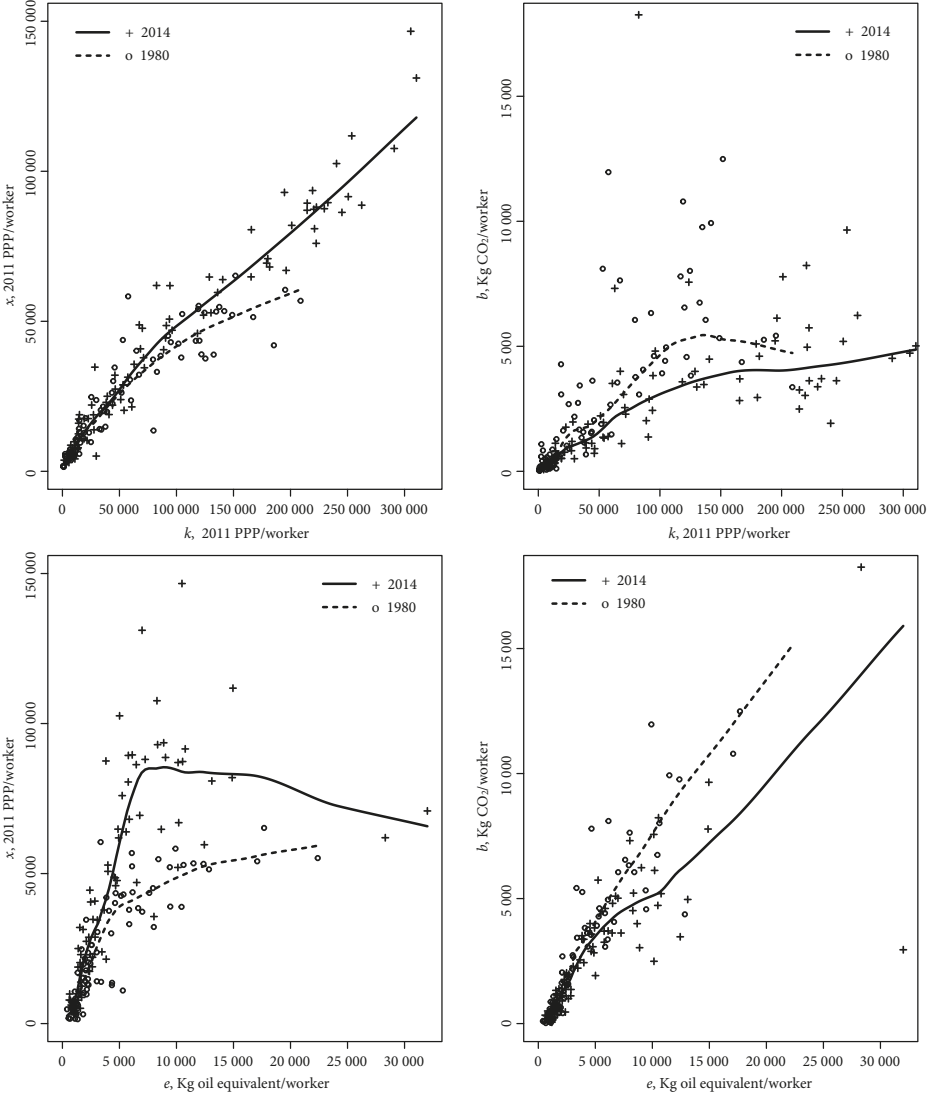 150 000
100 000
50 000
0
x, 2011 PPP/worker
+ 2014
o 1980
0 50 000 100 000 150 000 200 000 250 000 300 000
k, 2011 PPP/worker
15 000
10 000
5 000
0
b, Kg CO₂/worker
+ 2014
o 1980
0 50 000 100 000 150 000 200 000 250 000 300 000
k, 2011 PPP/worker
150 000
100 000
50 000
0
x, 2011 PPP/worker
+ 2014
o 1980
0 5 000 10 000 15 000 20 000 25 000 30 000
e, Kg oil equivalent/worker
15 000
10 000
5 000
0
b, Kg CO₂/worker
+ 2014
o 1980
0 5 000 10 000 15 000 20 000 25 000 30 000
e, Kg oil equivalent/worker